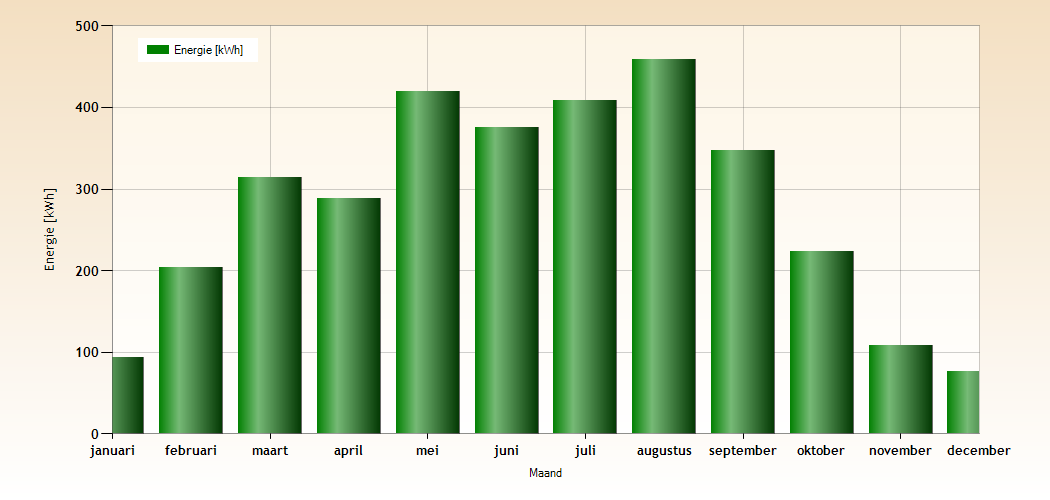 500
Energie [kWh]
400
300
Energie [kWh]
200
100
0
januari februari maart april mei juni juli augustus september oktober november december
Maand